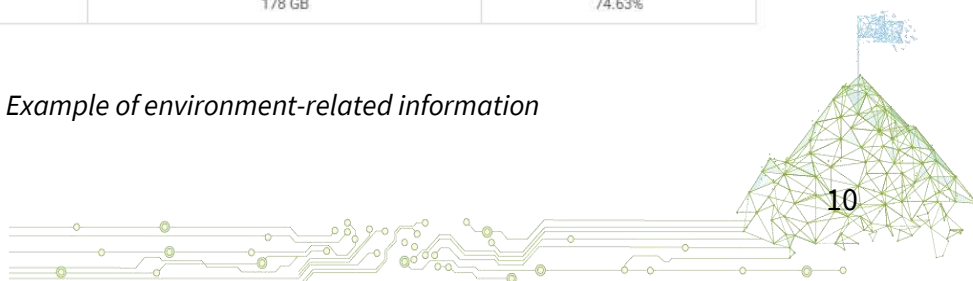 178 GB 74.63%
Example of environment-related information
10